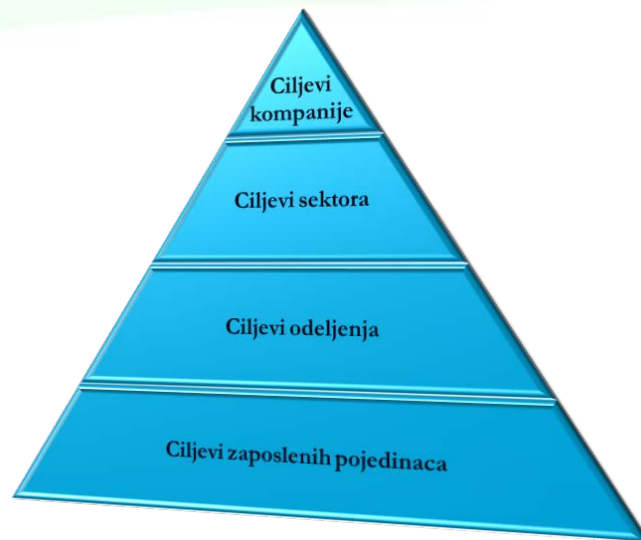 Ciljevi
kompanije
Ciljevi sektora
Ciljevi odeljenja
Ciljevi zaposlenih pojedinaca